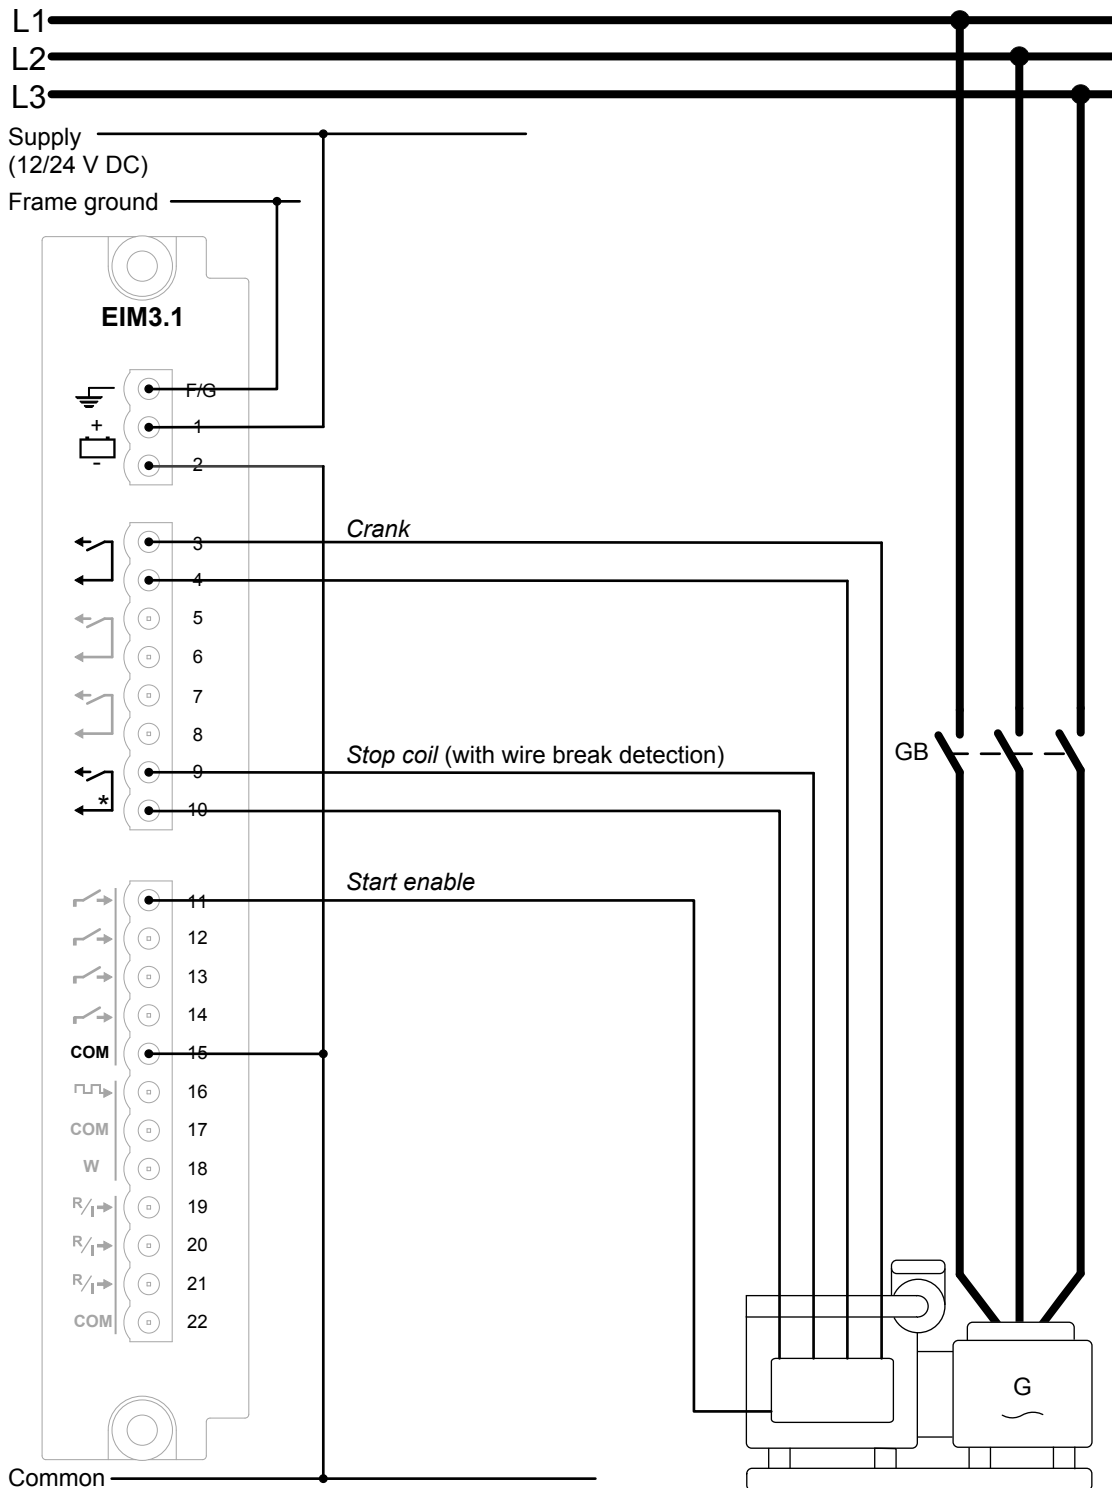 L1
L2
L3
Supply
(12/24 V DC)
Frame ground
EIM3.1
F/G
+
1
-
2
Crank
3
4
5
6
7
8
GB
Stop coil (with wire break detection)
9
*
10
Start enable
11
12
13
14
COM 15
16
COM 17
W 18
R/I 19
R/I 20
R/I 21
COM 22
G
Common